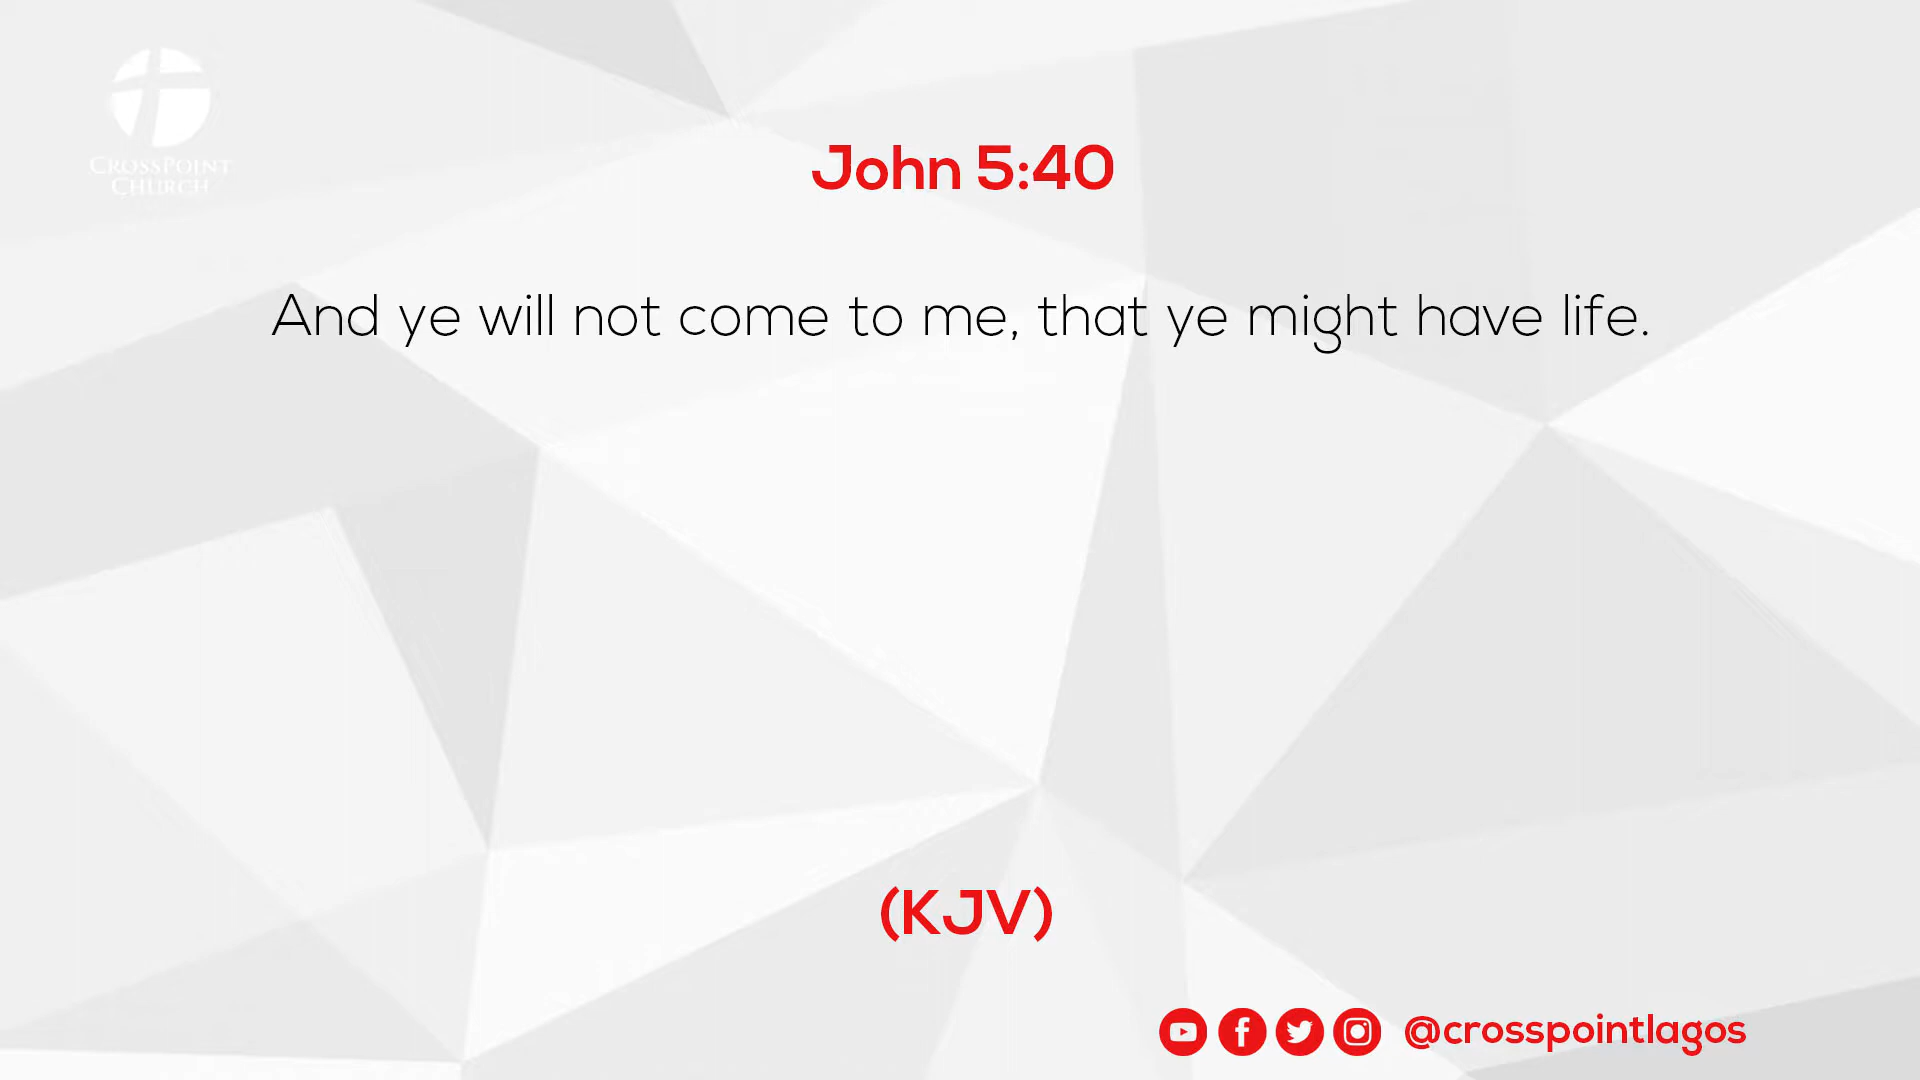 CrossPoint
Church
John 5:40
And ye will not come to me, that ye might have life.
(KJV)
@crosspointlagos